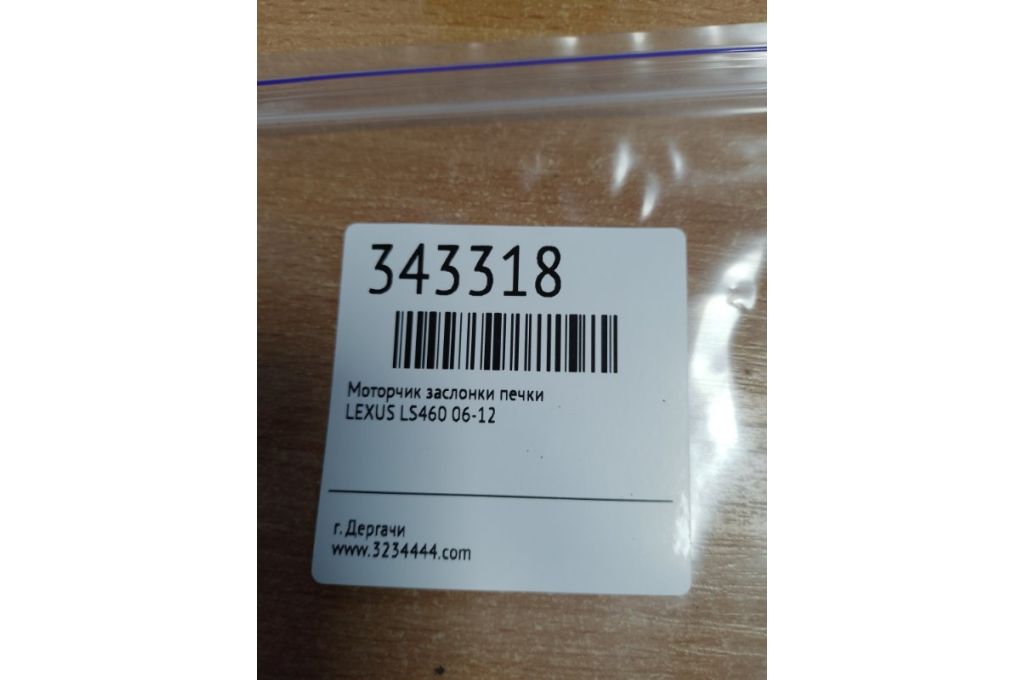 343318
Моторчик заслонки печки
LEXUS LS460 06-12
г. Дергачи
www.3234444.com